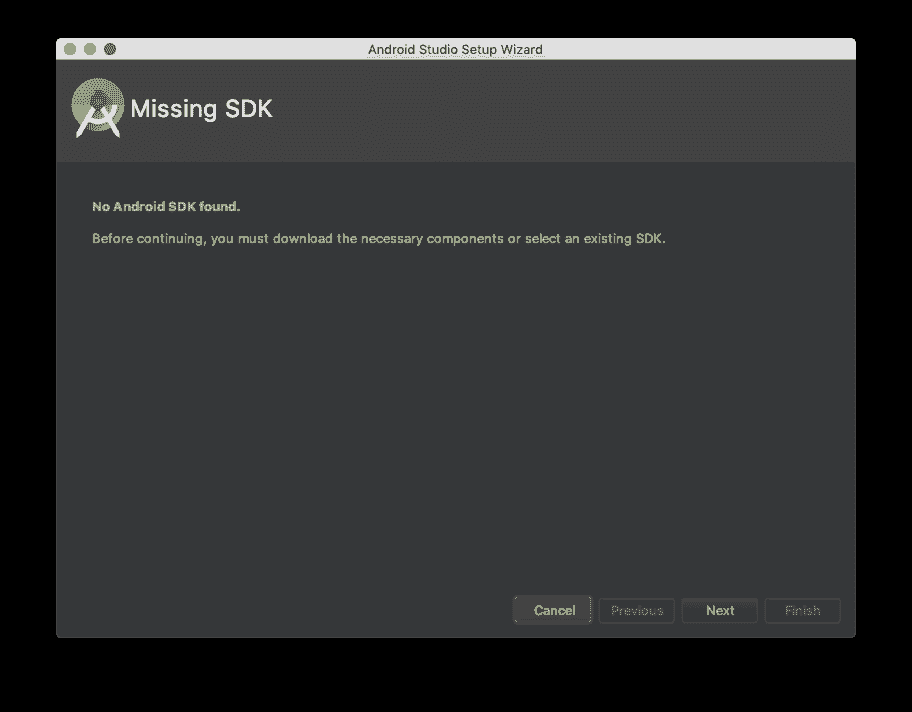 Android Studio Setup Wizard
Missing SDK
No Android SDK found.
Before continuing, you must download the necessary components or select an existing SDK.
Cancel Previous Next Finish